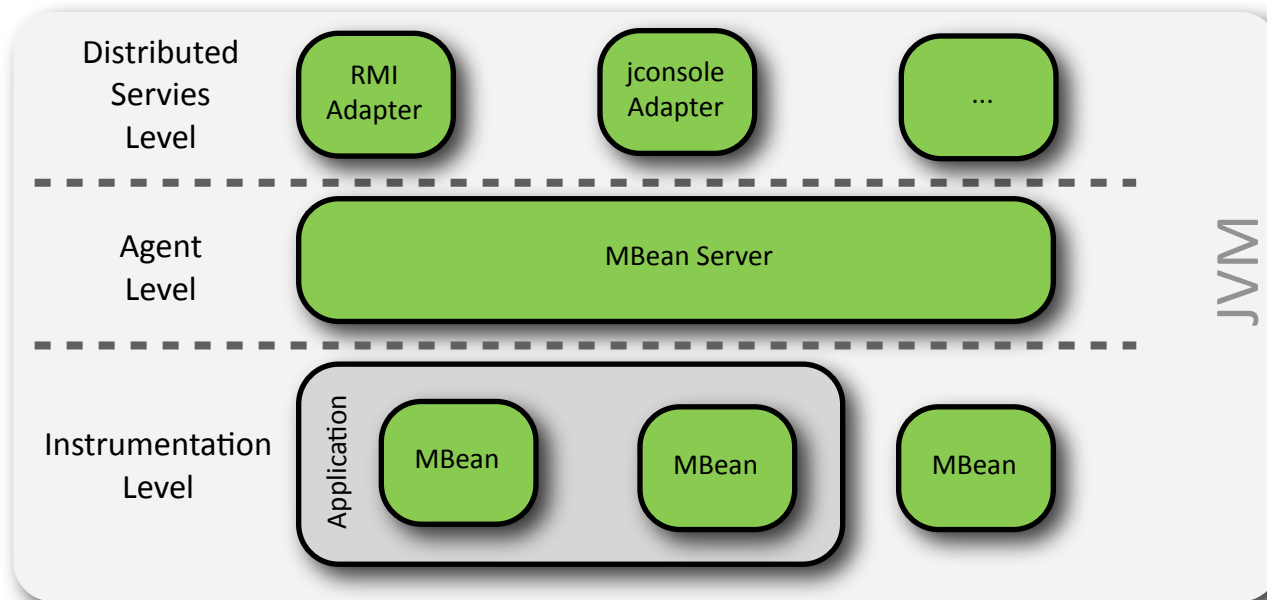 Distributed
Servies
Level
RMI
Adapter
jconsole
Adapter
...
Agent
Level
MBean Server
JVM
Instrumentation
Level
Application
MBean
MBean
MBean